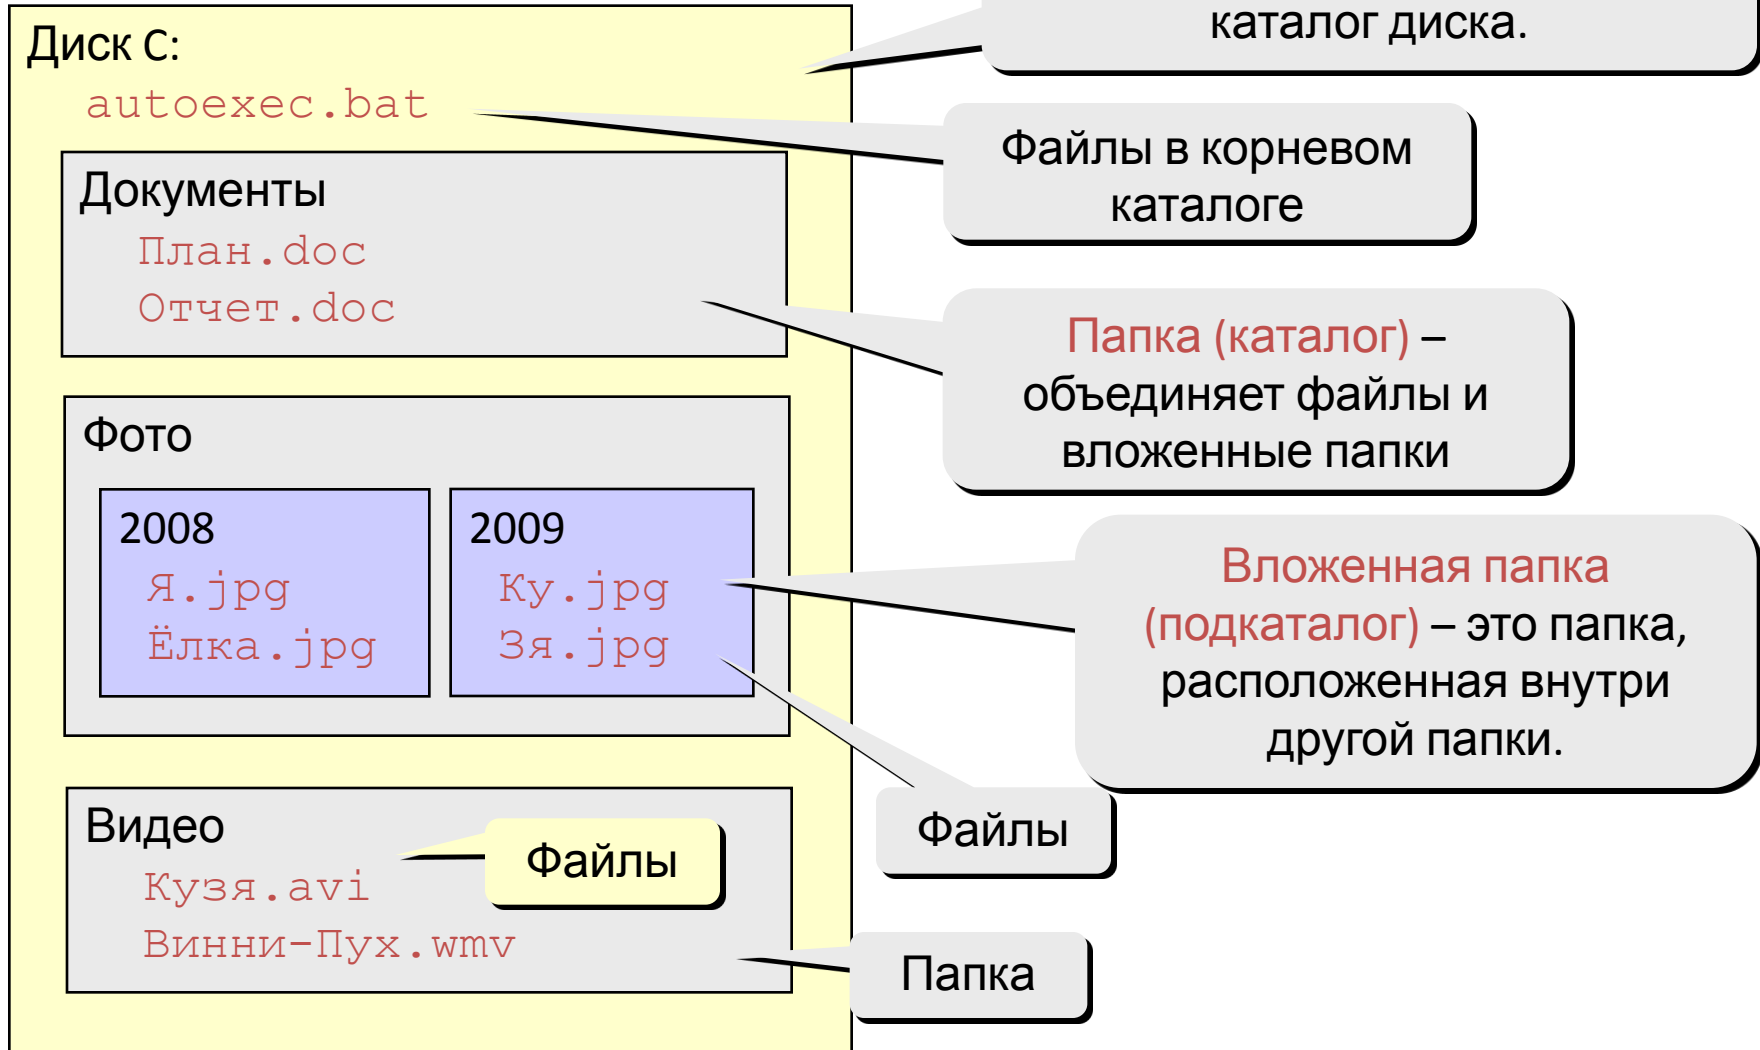 каталог диска.
Диск C:
autoexec.bat
Файлы в корневом
каталоге
Документы
План.doc
Отчет.doc
Папка (каталог) –
объединяет файлы и
вложенные папки
Фото
2008
Я.jpg
Ёлка.jpg
2009
Ку.jpg
Зя.jpg
Вложенная папка
(подкаталог) – это папка,
расположенная внутри
другой папки.
Файлы
Видео
Файлы
Кузя.avi
Винни-Пух.wmv
Папка